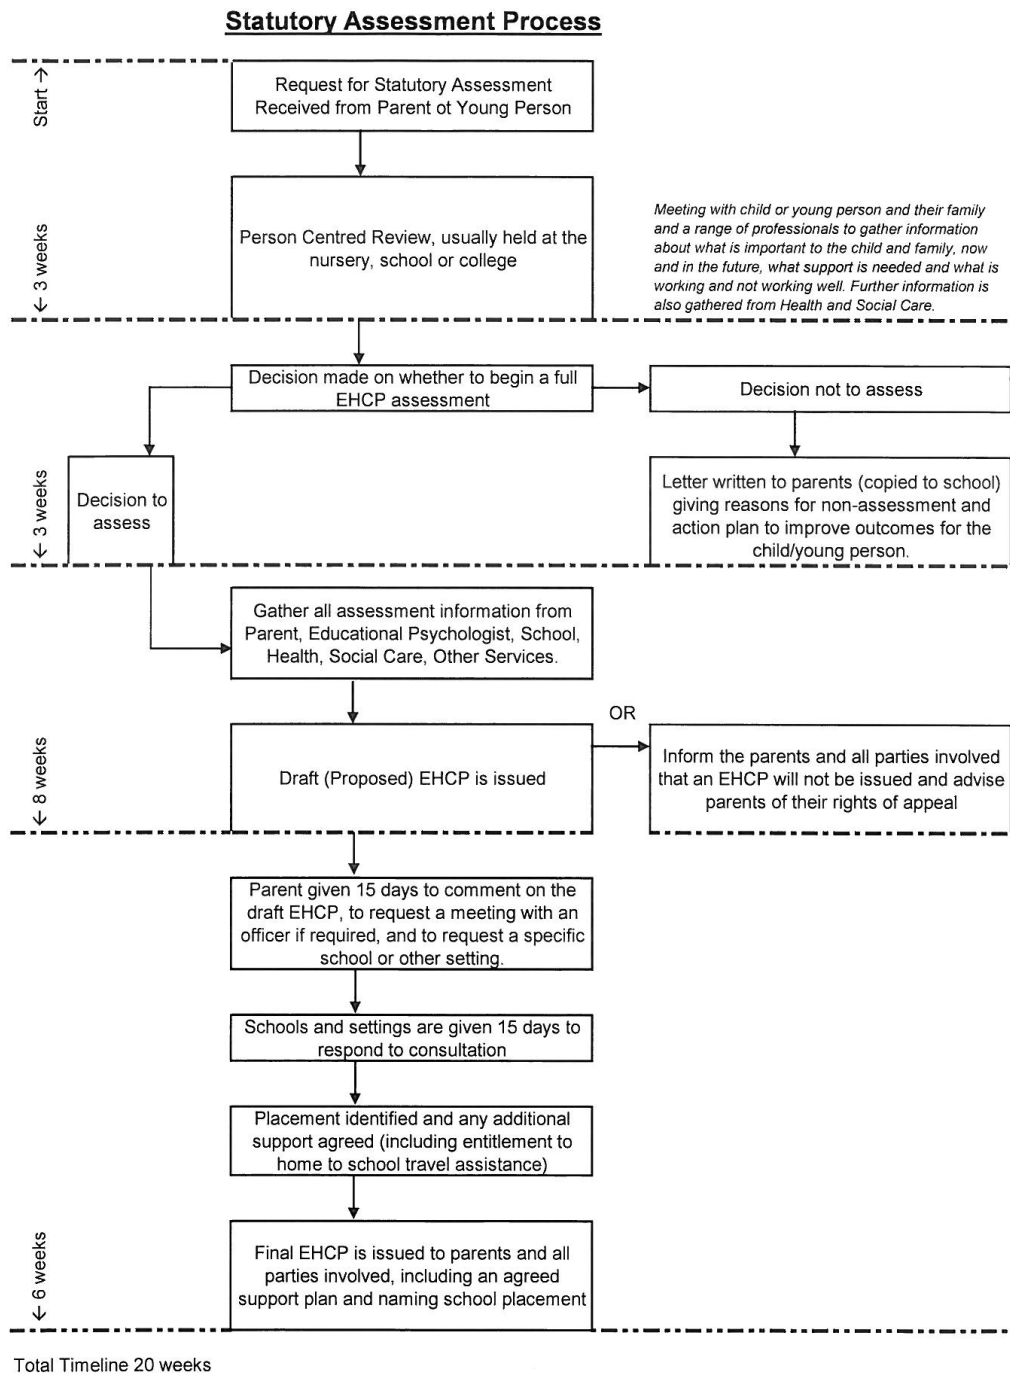 Statutory Assessment Process
Start →
Request for Statutory Assessment
Received from Parent ot Young Person
← 3 weeks
Person Centred Review, usually held at the
nursery, school or college
Meeting with child or young person and their family
and a range of professionals to gather information
about what is important to the child and family, now
and in the future, what support is needed and what is
working and not working well. Further information is
also gathered from Health and Social Care.
Decision made on whether to begin a full
EHCP assessment
Decision not to assess
← 3 weeks
Decision to
assess
Letter written to parents (copied to school)
giving reasons for non-assessment and
action plan to improve outcomes for the
child/young person.
Gather all assessment information from
Parent, Educational Psychologist, School,
Health, Social Care, Other Services.
← 8 weeks
Draft (Proposed) EHCP is issued
OR
Inform the parents and all parties involved
that an EHCP will not be issued and advise
parents of their rights of appeal
Parent given 15 days to comment on the
draft EHCP, to request a meeting with an
officer if required, and to request a specific
school or other setting.
Schools and settings are given 15 days to
respond to consultation
Placement identified and any additional
support agreed (including entitlement to
home to school travel assistance)
← 6 weeks
Final EHCP is issued to parents and all
parties involved, including an agreed
support plan and naming school placement
Total Timeline 20 weeks